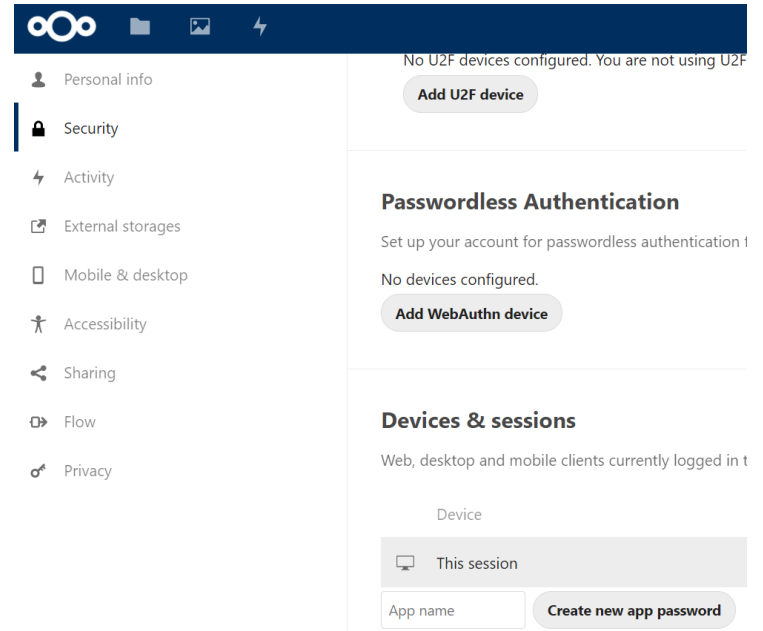 Personal info
Security
Activity
External storages
Mobile & desktop
Accessibility
Sharing
Flow
Privacy
No U2F devices configured. You are not using U2F
Add U2F device
Passwordless Authentication
Set up your account for passwordless authentication
No devices configured.
Add WebAuthn device
Devices & sessions
Web, desktop and mobile clients currently logged in
Device
This session
App name
Create new app password